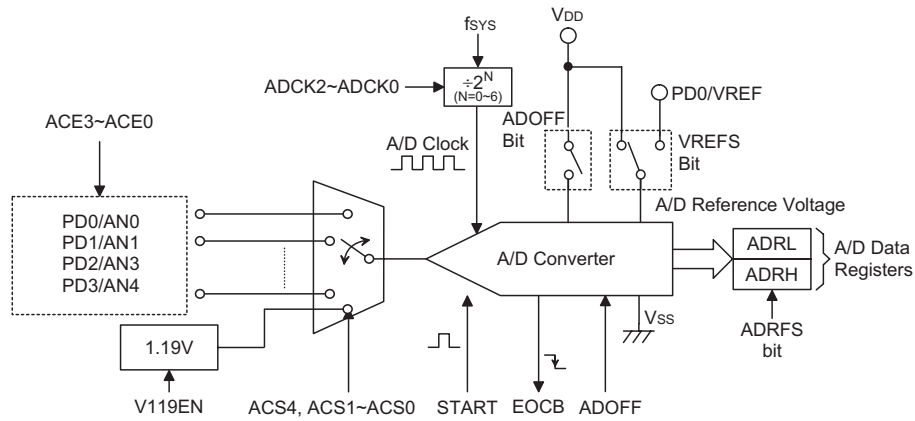 fSYS
VDD
ADCK2~ADCK0
÷2N
(N=0~6)
PD0/VREF
ACE3~ACE0
A/D Clock
ADOFF
Bit
VREFS
Bit
A/D Reference Voltage
PD0/AN0
PD1/AN1
PD2/AN3
PD3/AN4
A/D Converter
ADRL
ADRH
A/D Data
Registers
VSS
ADRFS
bit
1.19V
V119EN
ACS4, ACS1~ACS0
START
EOCB
ADOFF